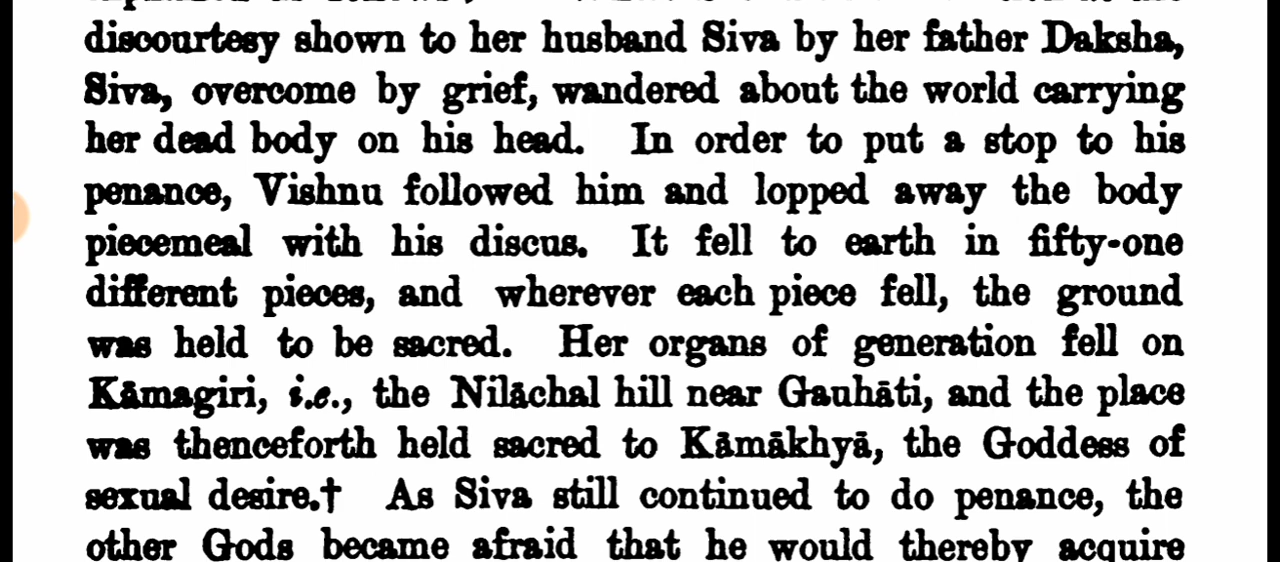 discourtesy shown to her husband Siva by her father Daksha,
Siva, overcome by grief, wandered about the world carrying
her dead body on his head. In order to put a stop to his
penance, Vishnu followed him and lopped away the body
piecemeal with his discus. It fell to earth in fifty-one
different pieces, and wherever each piece fell, the ground
was held to be sacred. Her organs of generation fell on
Kāmagiri, i.e., the Nilāchal hill near Gauhāti, and the place
was thenceforth held sacred to Kāmākhyā, the Goddess of
sexual desire.† As Siva still continued to do penance, the
other Gods became afraid that he would thereby acquire